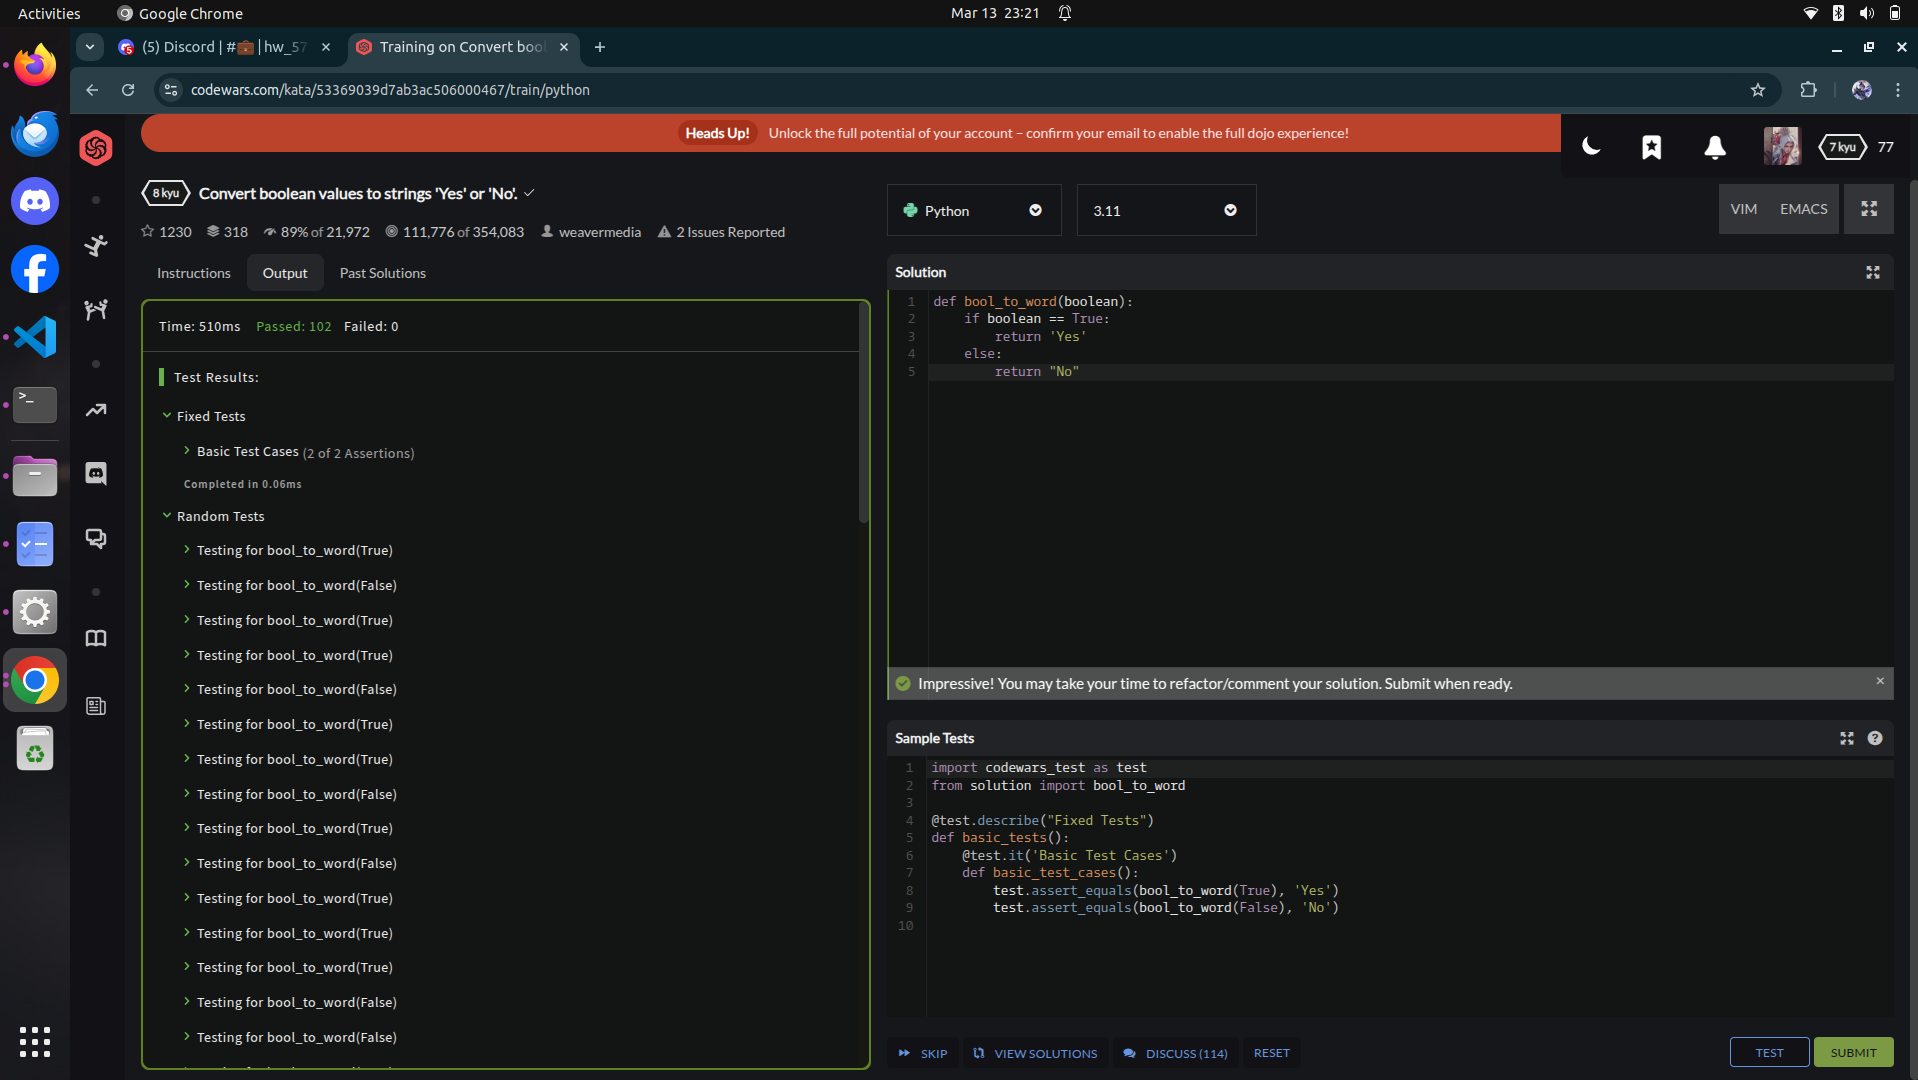 Activities
Google Chrome
Mar 13 23:21
(5) Discord | #💼 | hw_57
Training on Convert bool
codewars.com/kata/53369039d7ab3ac506000467/train/python
Heads Up! Unlock the full potential of your account – confirm your email to enable the full dojo experience!
7 kyu 77
8 kyu Convert boolean values to strings 'Yes' or 'No'.
1230 318 89% of 21,972 111,776 of 354,083 weavermedia 2 Issues Reported
Python
3.11
VIM EMACS
Instructions Output Past Solutions
Time: 510ms Passed: 102 Failed: 0
Test Results:
Fixed Tests
Basic Test Cases (2 of 2 Assertions)
Completed in 0.06ms
Random Tests
Testing for bool_to_word(True)
Testing for bool_to_word(False)
Testing for bool_to_word(True)
Testing for bool_to_word(True)
Testing for bool_to_word(False)
Testing for bool_to_word(True)
Testing for bool_to_word(True)
Testing for bool_to_word(False)
Testing for bool_to_word(True)
Testing for bool_to_word(False)
Testing for bool_to_word(True)
Testing for bool_to_word(True)
Testing for bool_to_word(True)
Testing for bool_to_word(False)
Testing for bool_to_word(False)
Solution
1 def bool_to_word(boolean):
2 if boolean == True:
3 return 'Yes'
4 else:
5 return "No"
Impressive! You may take your time to refactor/comment your solution. Submit when ready.
Sample Tests
1 import codewars_test as test
2 from solution import bool_to_word
3
4 @test.describe("Fixed Tests")
5 def basic_tests():
6 @test.it('Basic Test Cases')
7 def basic_test_cases():
8 test.assert_equals(bool_to_word(True), 'Yes')
9 test.assert_equals(bool_to_word(False), 'No')
10
SKIP VIEW SOLUTIONS DISCUSS (114) RESET
TEST SUBMIT